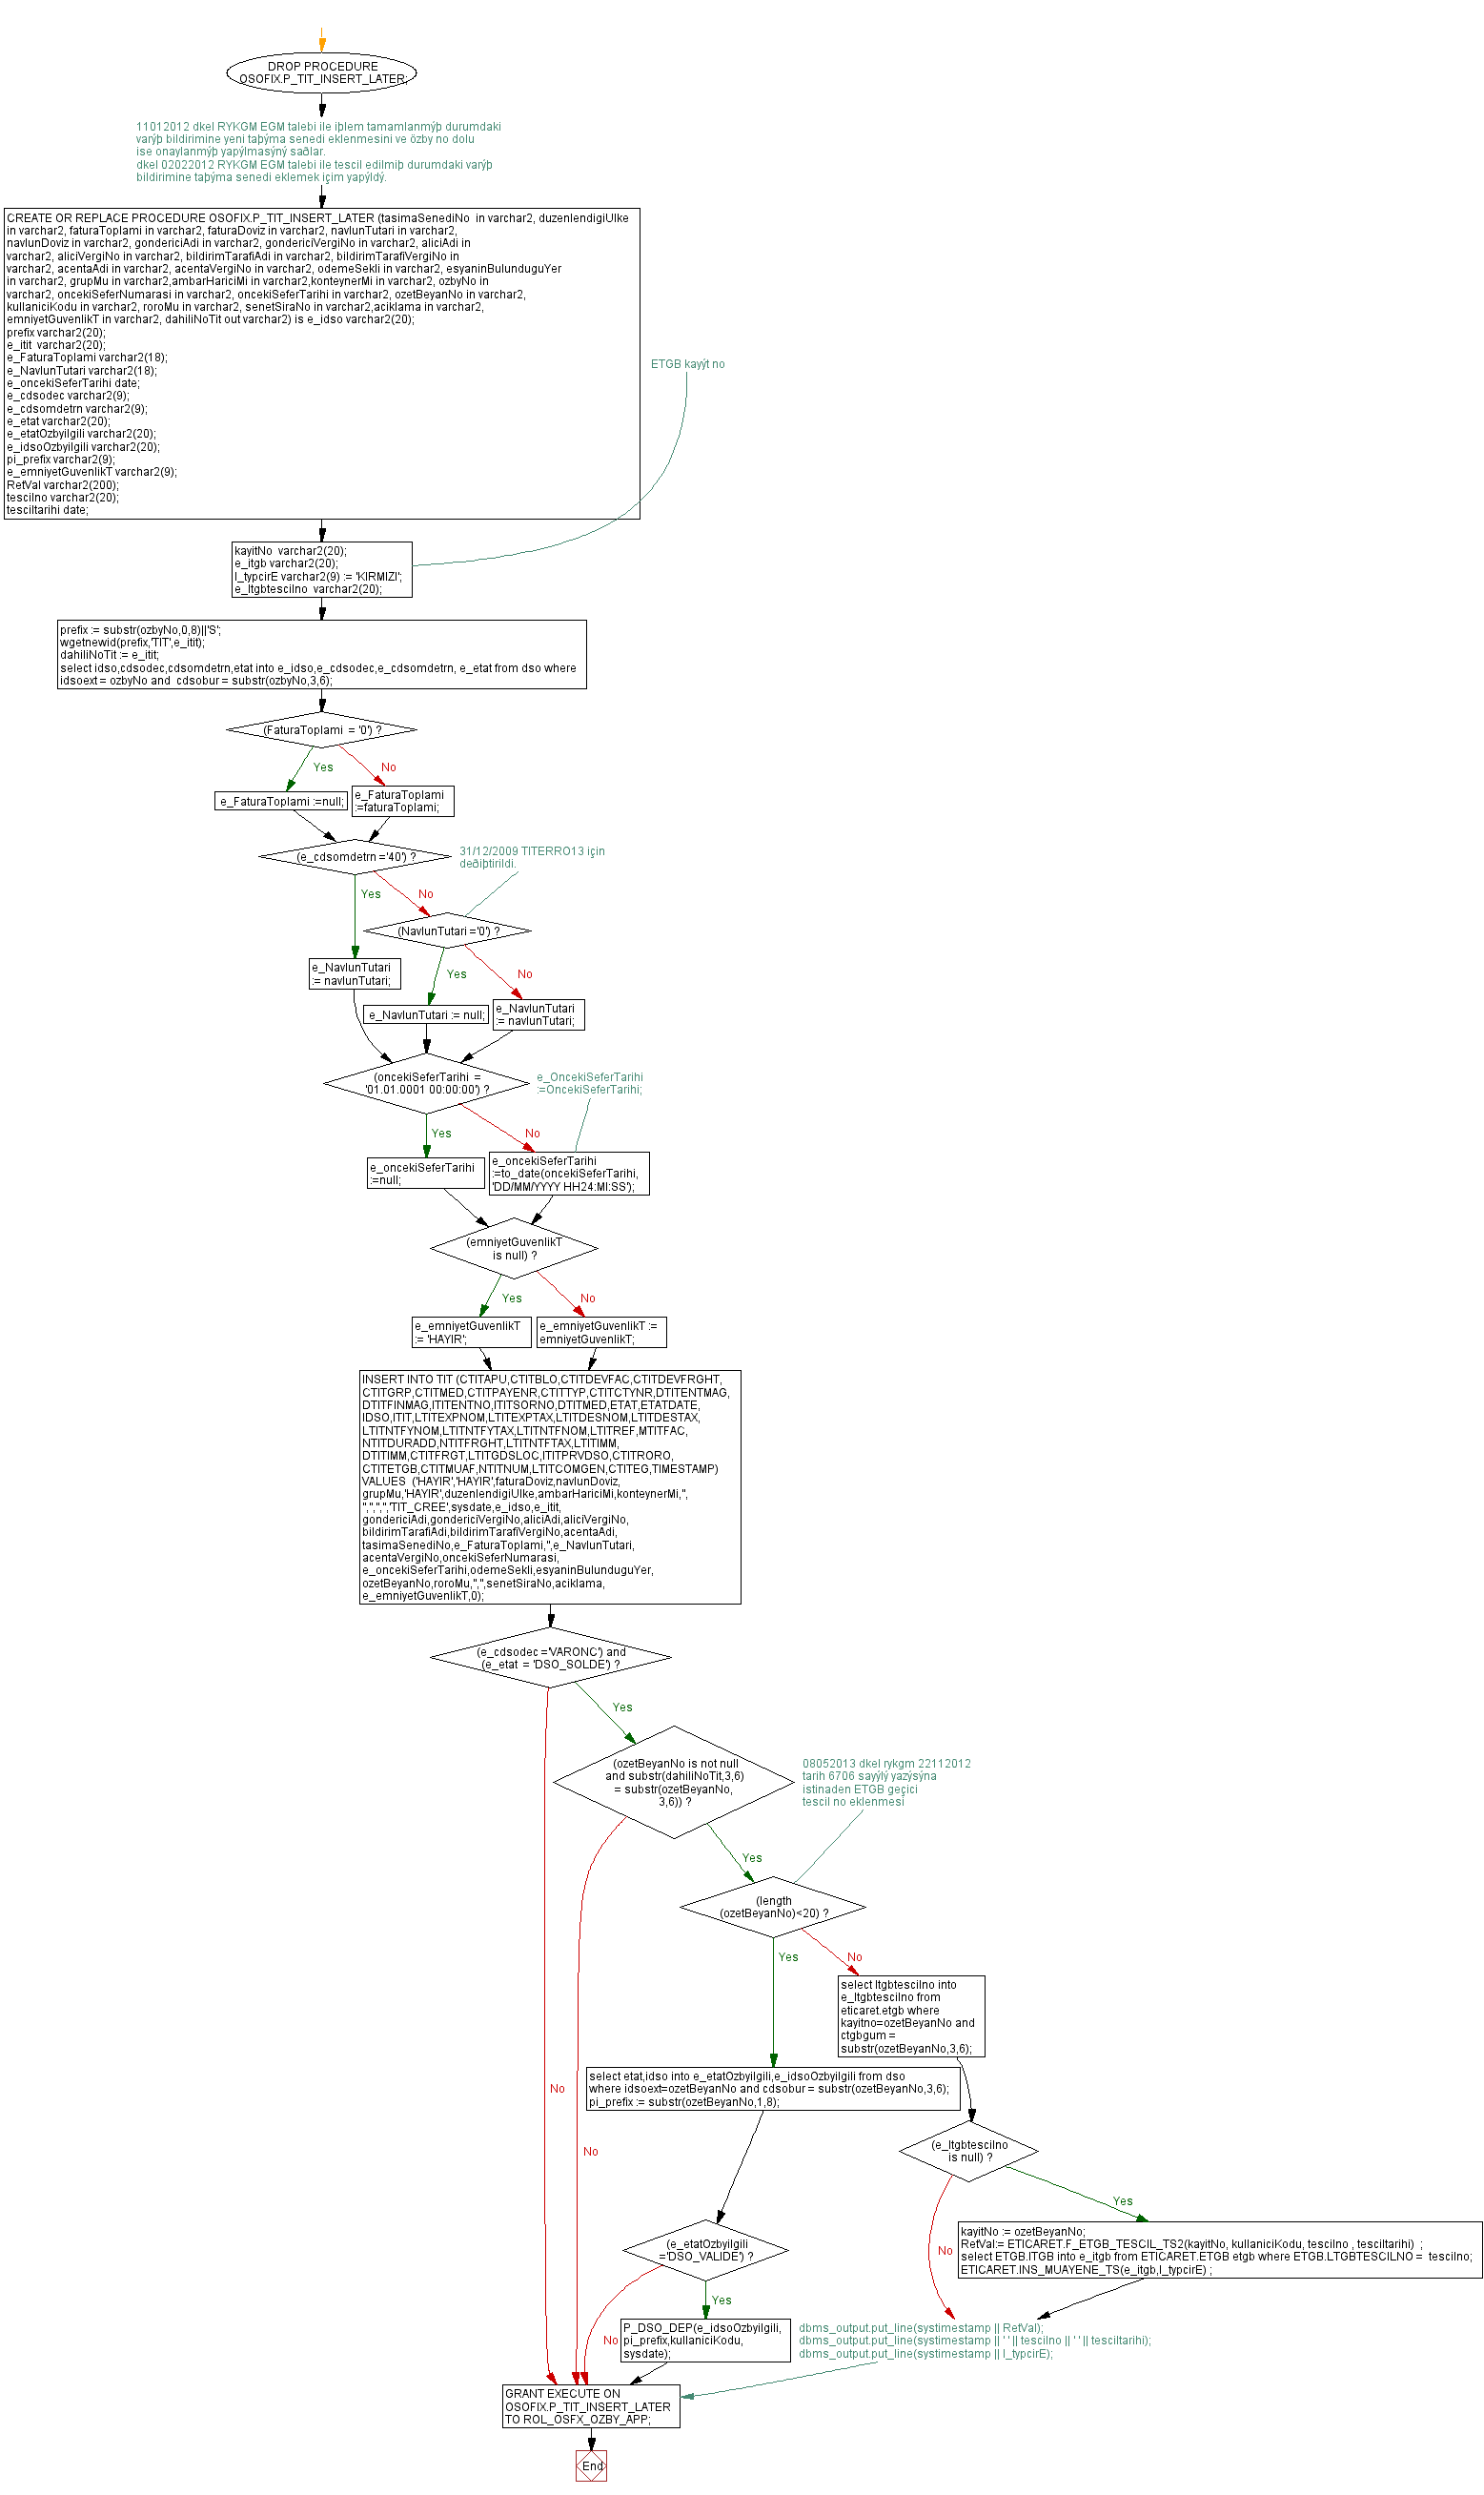 DROP PROCEDURE
OSOFIX.P_TIT_INSERT_LATER;
11012012 dkel RYKGM EGM talebi ile iþlem tamamlanmýþ durumdaki
varýþ bildirimine yeni taþýma senedi eklenmesini ve özby no dolu
ise onaylanmýþ yapýlmasýný saðlar.
dkel 02022012 RYKGM EGM talebi ile tescil edilmiþ durumdaki varýþ
bildirimine taþýma senedi eklemek içim yapýldý.
CREATE OR REPLACE PROCEDURE OSOFIX.P_TIT_INSERT_LATER (tasimaSenediNo  in varchar2, duzenlendigiUlke
in varchar2, faturaToplami in varchar2, faturaDoviz in varchar2, navlunTutari in varchar2,
navlunDoviz in varchar2, gondericiAdi in varchar2, gondericiVergiNo in varchar2, aliciAdi in
varchar2, aliciVergiNo in varchar2, bildirimTarafiAdi in varchar2, bildirimTarafiVergiNo in
varchar2, acentaAdi in varchar2, acentaVergiNo in varchar2, odemeSekli in varchar2, esyaninBulunduguYer
in varchar2, grupMu in varchar2,ambarHariciMi in varchar2,konteynerMi in varchar2, ozbyNo in
varchar2, oncekiSeferNumarasi in varchar2, oncekiSeferTarihi in varchar2, ozetBeyanNo in varchar2,
kullaniciKodu in varchar2, roroMu in varchar2, senetSiraNo in varchar2,aciklama in varchar2,
emniyetGuvenlikT in varchar2, dahiliNoTit out varchar2) is e_idso varchar2(20);
prefix varchar2(20);
e_itit  varchar2(20);
e_FaturaToplami varchar2(18);
e_NavlunTutari varchar2(18);
e_oncekiSeferTarihi date;
e_cdsodec varchar2(9);
e_cdsomdetrn varchar2(9);
e_etat varchar2(20);
e_etatOzbyilgili varchar2(20);
e_idsoOzbyilgili varchar2(20);
pi_prefix varchar2(9);
e_emniyetGuvenlikT varchar2(9);
RetVal varchar2(200);
tescilno varchar2(20);
tesciltarihi date;
ETGB kayýt no
kayitNo  varchar2(20);
e_itgb varchar2(20);
l_typcirE varchar2(9) := 'KIRMIZI';
e_ltgbtescilno  varchar2(20);
prefix := substr(ozbyNo,0,8)||'S';
wgetnewid(prefix,'TIT',e_itit);
dahiliNoTit := e_itit;
select idso,cdsodec,cdsomdetrn,etat into e_idso,e_cdsodec,e_cdsomdetrn, e_etat from dso where
idsoext = ozbyNo and  cdsobur = substr(ozbyNo,3,6);
(FaturaToplami  = '0') ?
Yes
No
e_FaturaToplami :=null;
e_FaturaToplami
:=faturaToplami;
(e_cdsomdetrn ='40') ?
31/12/2009 TITERRO13 için
deðiþtirildi.
Yes
No
(NavlunTutari ='0') ?
e_NavlunTutari
:= navlunTutari;
Yes
No
e_NavlunTutari := null;
e_NavlunTutari
:= navlunTutari;
(oncekiSeferTarihi  =
'01.01.0001 00:00:00') ?
e_OncekiSeferTarihi
:=OncekiSeferTarihi;
Yes
No
e_oncekiSeferTarihi
:=null;
e_oncekiSeferTarihi
:=to_date(oncekiSeferTarihi,
'DD/MM/YYYY HH24:MI:SS');
(emniyetGuvenlikT
is null) ?
Yes
No
e_emniyetGuvenlikT
:= 'HAYIR';
e_emniyetGuvenlikT :=
emniyetGuvenlikT;
INSERT INTO TIT (CTITAPU,CTITBLO,CTITDEVFAC,CTITDEVFRGHT,
CTITGRP,CTITMED,CTITPAYENR,CTITTYP,CTITCTYNR,DTITENTMAG,
DTITFINMAG,ITITENTNO,ITITSORNO,DTITMED,ETAT,ETATDATE,
IDSO,ITIT,LTITEXPNOM,LTITEXPTAX,LTITDESNOM,LTITDESTAX,
LTITNTFYNOM,LTITNTFYTAX,LTITNTFNOM,LTITREF,MTITFAC,
NTITDURADD,NTITFRGHT,LTITNTFTAX,LTITIMM,
DTITIMM,CTITFRGT,LTITGDSLOC,ITITPRVDSO,CTITRORO,
CTITETGB,CTITMUAF,NTITNUM,LTITCOMGEN,CTITEG,TIMESTAMP)
VALUES  ('HAYIR','HAYIR',faturaDoviz,navlunDoviz,
grupMu,'HAYIR',duzenlendigiUlke,ambarHariciMi,konteynerMi,'',
'','','','','TIT_CREE',sysdate,e_idso,e_itit,
gondericiAdi,gondericiVergiNo,aliciAdi,aliciVergiNo,
bildirimTarafiAdi,bildirimTarafiVergiNo,acentaAdi,
tasimaSenediNo,e_FaturaToplami,'',e_NavlunTutari,
acentaVergiNo,oncekiSeferNumarasi,
e_oncekiSeferTarihi,odemeSekli,esyaninBulunduguYer,
ozetBeyanNo,roroMu,'','',senetSiraNo,aciklama,
e_emniyetGuvenlikT,0);
(e_cdsodec ='VARONC') and
(e_etat  = 'DSO_SOLDE') ?
Yes
(ozetBeyanNo is not null
and substr(dahiliNoTit,3,6)
= substr(ozetBeyanNo,
3,6)) ?
08052013 dkel rykgm 22112012
tarih 6706 sayýlý yazýsýna
istinaden ETGB geçici
tescil no eklenmesi
Yes
(length
(ozetBeyanNo)<20) ?
Yes
No
select ltgbtescilno into
e_ltgbtescilno from
eticaret.etgb where
kayitno=ozetBeyanNo and
ctgbgum =
substr(ozetBeyanNo,3,6);
select etat,idso into e_etatOzbyilgili,e_idsoOzbyilgili from dso
where idsoext=ozetBeyanNo and cdsobur = substr(ozetBeyanNo,3,6);
pi_prefix := substr(ozetBeyanNo,1,8);
No
No
(e_ltgbtescilno
is null) ?
Yes
kayitNo := ozetBeyanNo;
RetVal:= ETICARET.F_ETGB_TESCIL_TS2(kayitNo, kullaniciKodu, tescilno , tesciltarihi)  ;
select ETGB.ITGB into e_itgb from ETICARET.ETGB etgb where ETGB.LTGBTESCILNO =  tescilno;
ETICARET.INS_MUAYENE_TS(e_itgb,l_typcirE) ;
(e_etatOzbyilgili
='DSO_VALIDE') ?
No
Yes
P_DSO_DEP(e_idsoOzbyilgili,
pi_prefix,kullaniciKodu,
sysdate);
No
dbms_output.put_line(systimestamp || RetVal);
dbms_output.put_line(systimestamp || ' ' || tescilno || ' ' || tesciltarihi);
dbms_output.put_line(systimestamp || l_typcirE);
GRANT EXECUTE ON
OSOFIX.P_TIT_INSERT_LATER
TO ROL_OSFX_OZBY_APP;
End